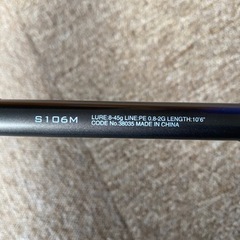 S106M
LURE:8-45g LINE:PE 0.8-2G LENGTH:10'6"
CODE No.38035 MADE IN CHINA